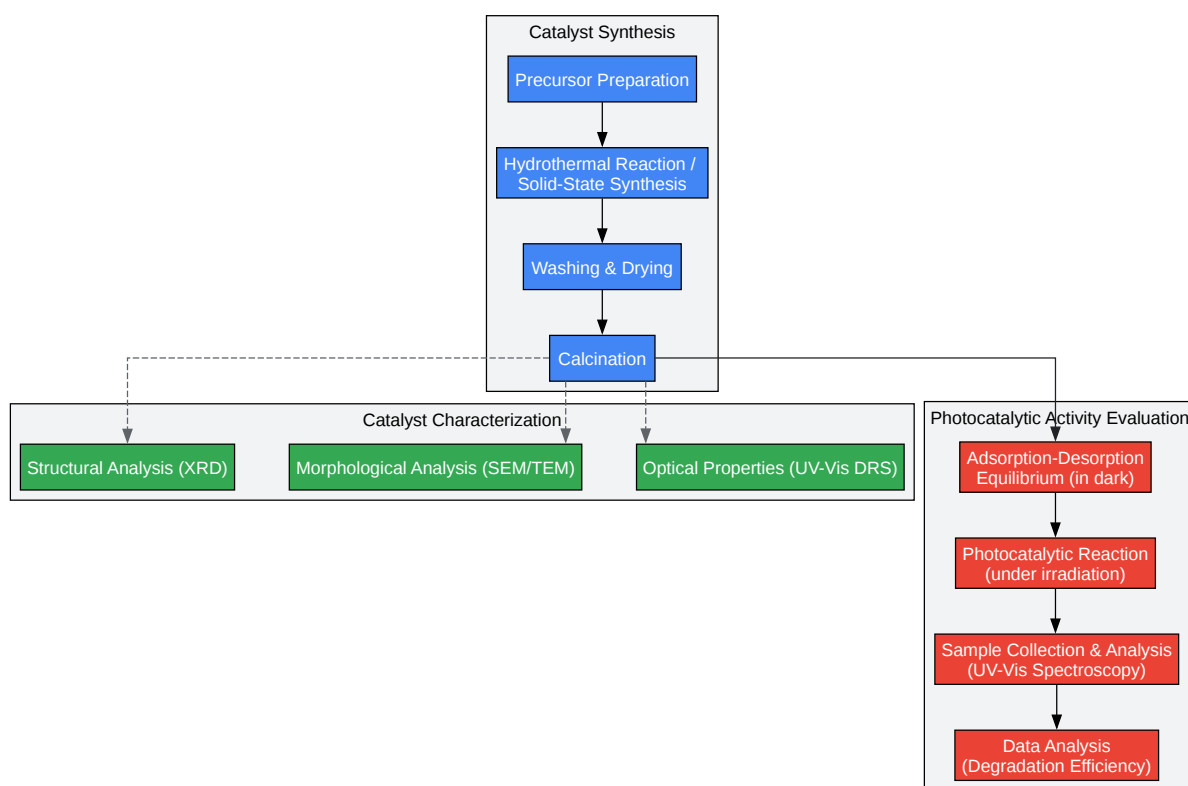 Catalyst Synthesis
Precursor Preparation
Hydrothermal Reaction /
Solid-State Synthesis
Washing & Drying
Calcination
Catalyst Characterization
Structural Analysis (XRD)
Morphological Analysis (SEM/TEM)
Optical Properties (UV-Vis DRS)
Photocatalytic Activity Evaluation
Adsorption-Desorption
Equilibrium (in dark)
Photocatalytic Reaction
(under irradiation)
Sample Collection & Analysis
(UV-Vis Spectroscopy)
Data Analysis
(Degradation Efficiency)